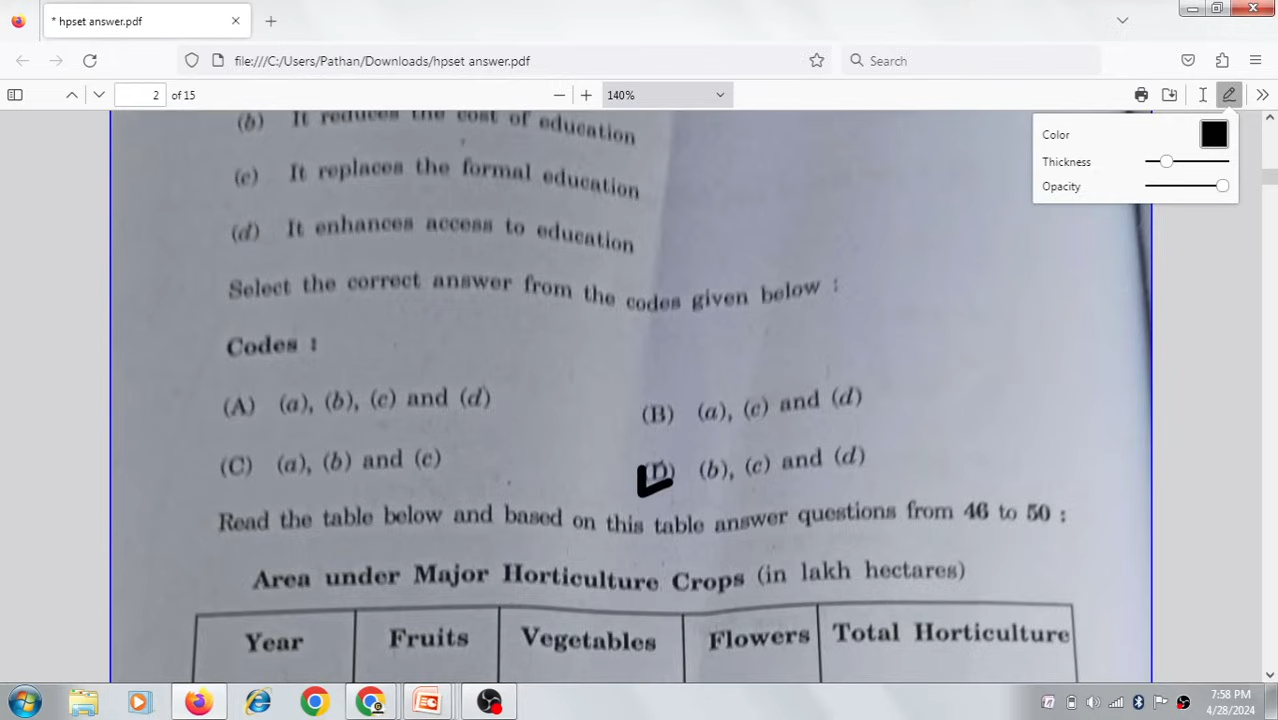 * hpset answer.pdf
file:///C:/Users/Pathan/Downloads/hpset answer.pdf
Search
2 of 15
140%
Color
Thickness
Opacity
(b) It reduces the cost of education
(c) It replaces the formal education
(d) It enhances access to education
Select the correct answer from the codes given below :
Codes :
(A) (a), (b), (c) and (d)
(B) (a), (c) and (d)
(C) (a), (b) and (c)
(D) (b), (c) and (d)
Read the table below and based on this table answer questions from 46 to 50 :
Area under Major Horticulture Crops (in lakh hectares)
Year Fruits Vegetables Flowers Total Horticulture
7:58 PM
4/28/2024